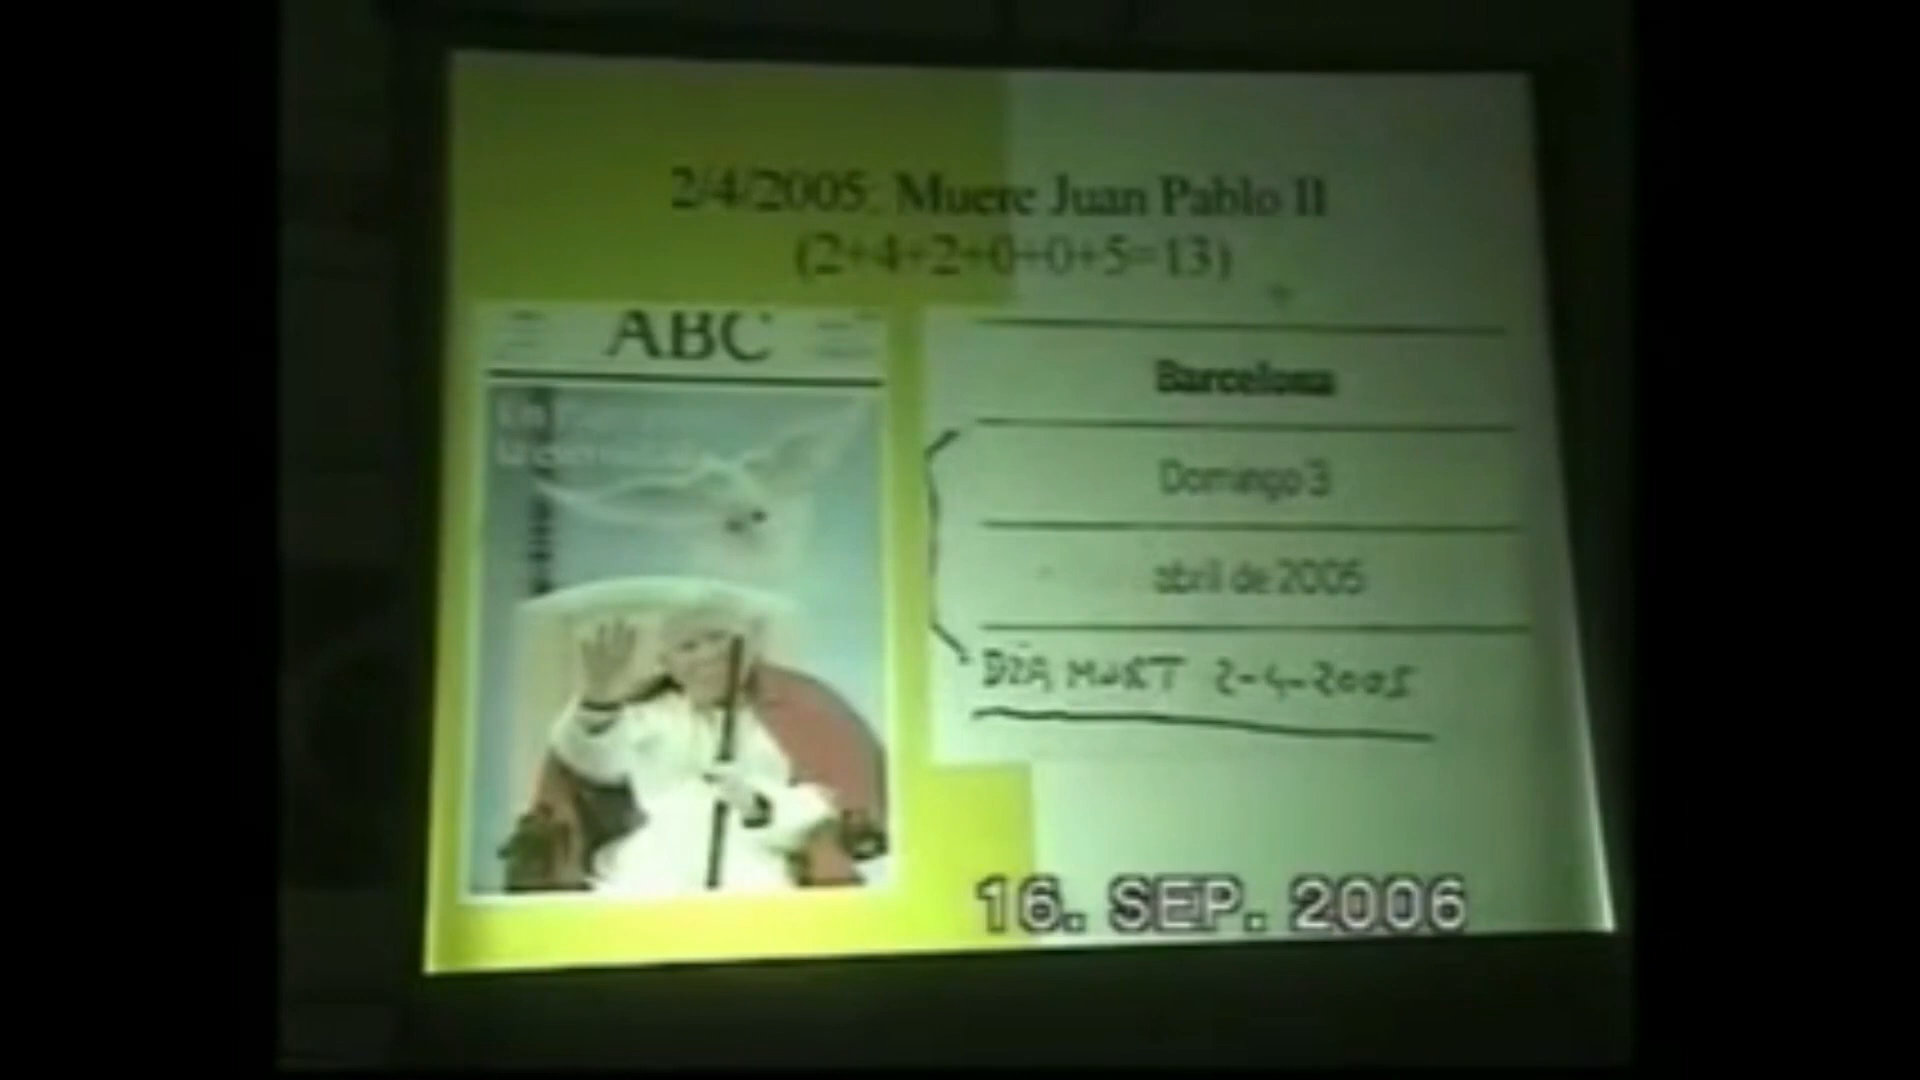 2/4/2005: Muere Juan Pablo II
(2+4+2+0+0+5=13)
ABC
Barcelona
Domingo 3
abril de 2005
DIA MORT 2-4-2005
16. SEP. 2006